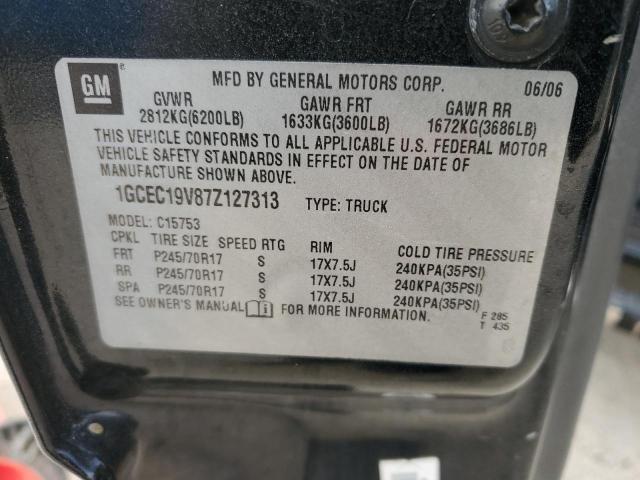 GM
®
MFD BY GENERAL MOTORS CORP. 06/06
GVWR GAWR FRT GAWR RR
2812KG(6200LB) 1633KG(3600LB) 1672KG(3686LB)
THIS VEHICLE CONFORMS TO ALL APPLICABLE U.S. FEDERAL MOTOR
VEHICLE SAFETY STANDARDS IN EFFECT ON THE DATE OF
MANUFACTURE SHOWN ABOVE.
1GCEC19V87Z127313 TYPE: TRUCK
MODEL: C15753
CPKL TIRE SIZE SPEED RTG RIM COLD TIRE PRESSURE
FRT P245/70R17 S 17X7.5J 240KPA(35PSI)
RR P245/70R17 S 17X7.5J 240KPA(35PSI)
SPA P245/70R17 S 17X7.5J 240KPA(35PSI)
SEE OWNER'S MANUAL FOR MORE INFORMATION.
F 285
T 435